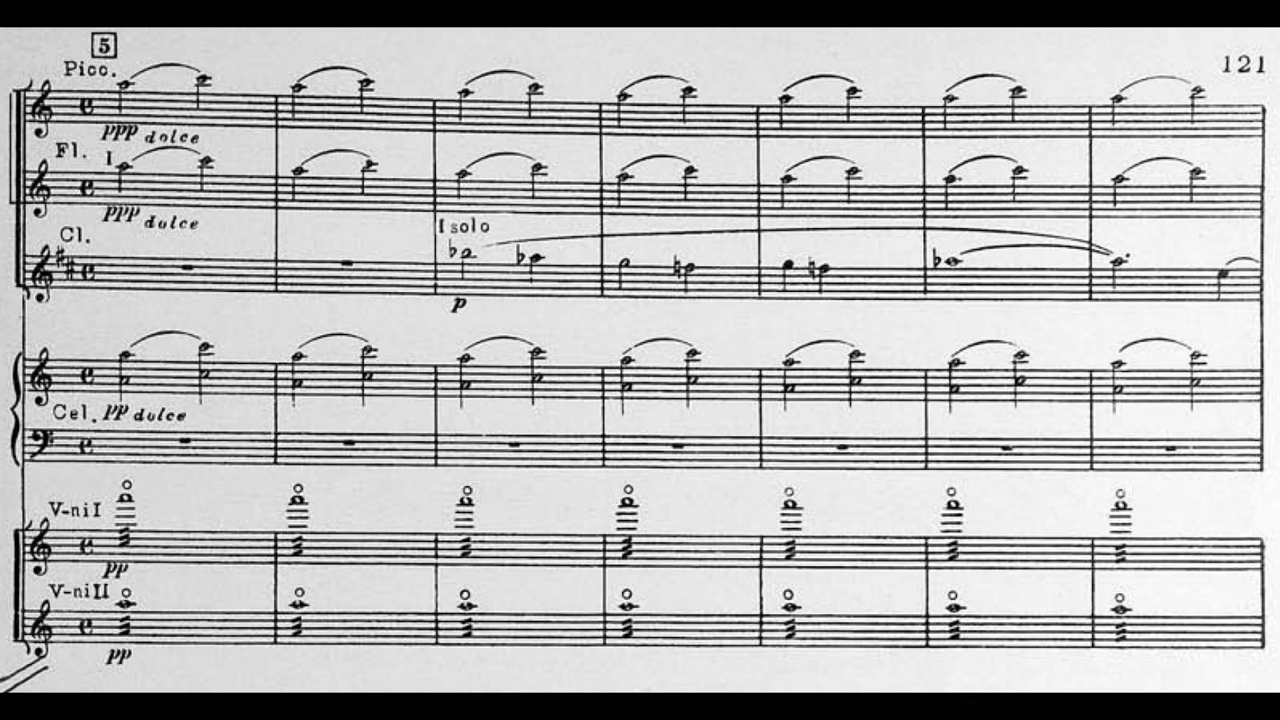 5
121
Picc.
ppp dolce
Fl. I
ppp dolce
I solo
Cl.
p
Cel. pp dolce
V-ni I
pp
V-ni II
pp